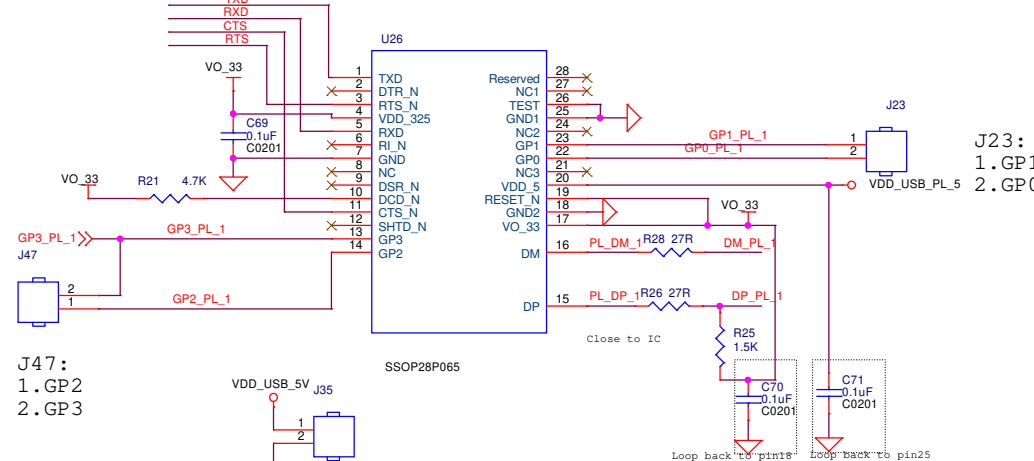 TXD
RXD
CTS
RTS
U26
VO_33
C69
0.1uF
C0201
1 TXD
2 DTR_N
3 RTS_N
4 VDD_325
5 RXD
6 RI_N
7 GND
8 NC
9 DSR_N
10 DCD_N
11 CTS_N
12 SHTD_N
13 GP3
14 GP2
Reserved 28
NC1 27
TEST 26
GND1 25
NC2 24
GP1 23
GP0 22
NC3 21
VDD_5 20
RESET_N 19
GND2 18
VO_33 17
DM 16
DP 15
J23
GP1_PL_1 1
GP0_PL_1 2
J23:
1.GP1
2.GP0
VDD_USB_PL_5
VO_33
R21 4.7K
VO_33
GP3_PL_1
GP3_PL_1
J47
2
1
GP2_PL_1
PL_DM_1 R28 27R DM_PL_1
PL_DP_1 R26 27R DP_PL_1
Close to IC
R25
1.5K
SSOP28P065
J47:
1.GP2
2.GP3
VDD_USB_5V
J35
1
2
C70
0.1uF
C0201
C71
0.1uF
C0201
Loop back to pin18
Loop back to pin25